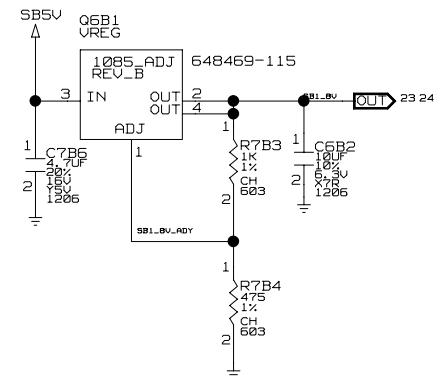 SB5V
Q6B1
VREG
1085_ADJ
REV_B
648469-115
3
IN
OUT
2
OUT
4
ADJ
1
SB1_8V
OUT
23 24
1
C7B6
4.7UF
20%
16V
Y5V
1206
2
1
R7B3
1K
1%
CH
603
2
1
C6B2
10UF
10%
6.3V
X7R
1206
2
SB1_8V_ADY
1
R7B4
475
1%
CH
603
2